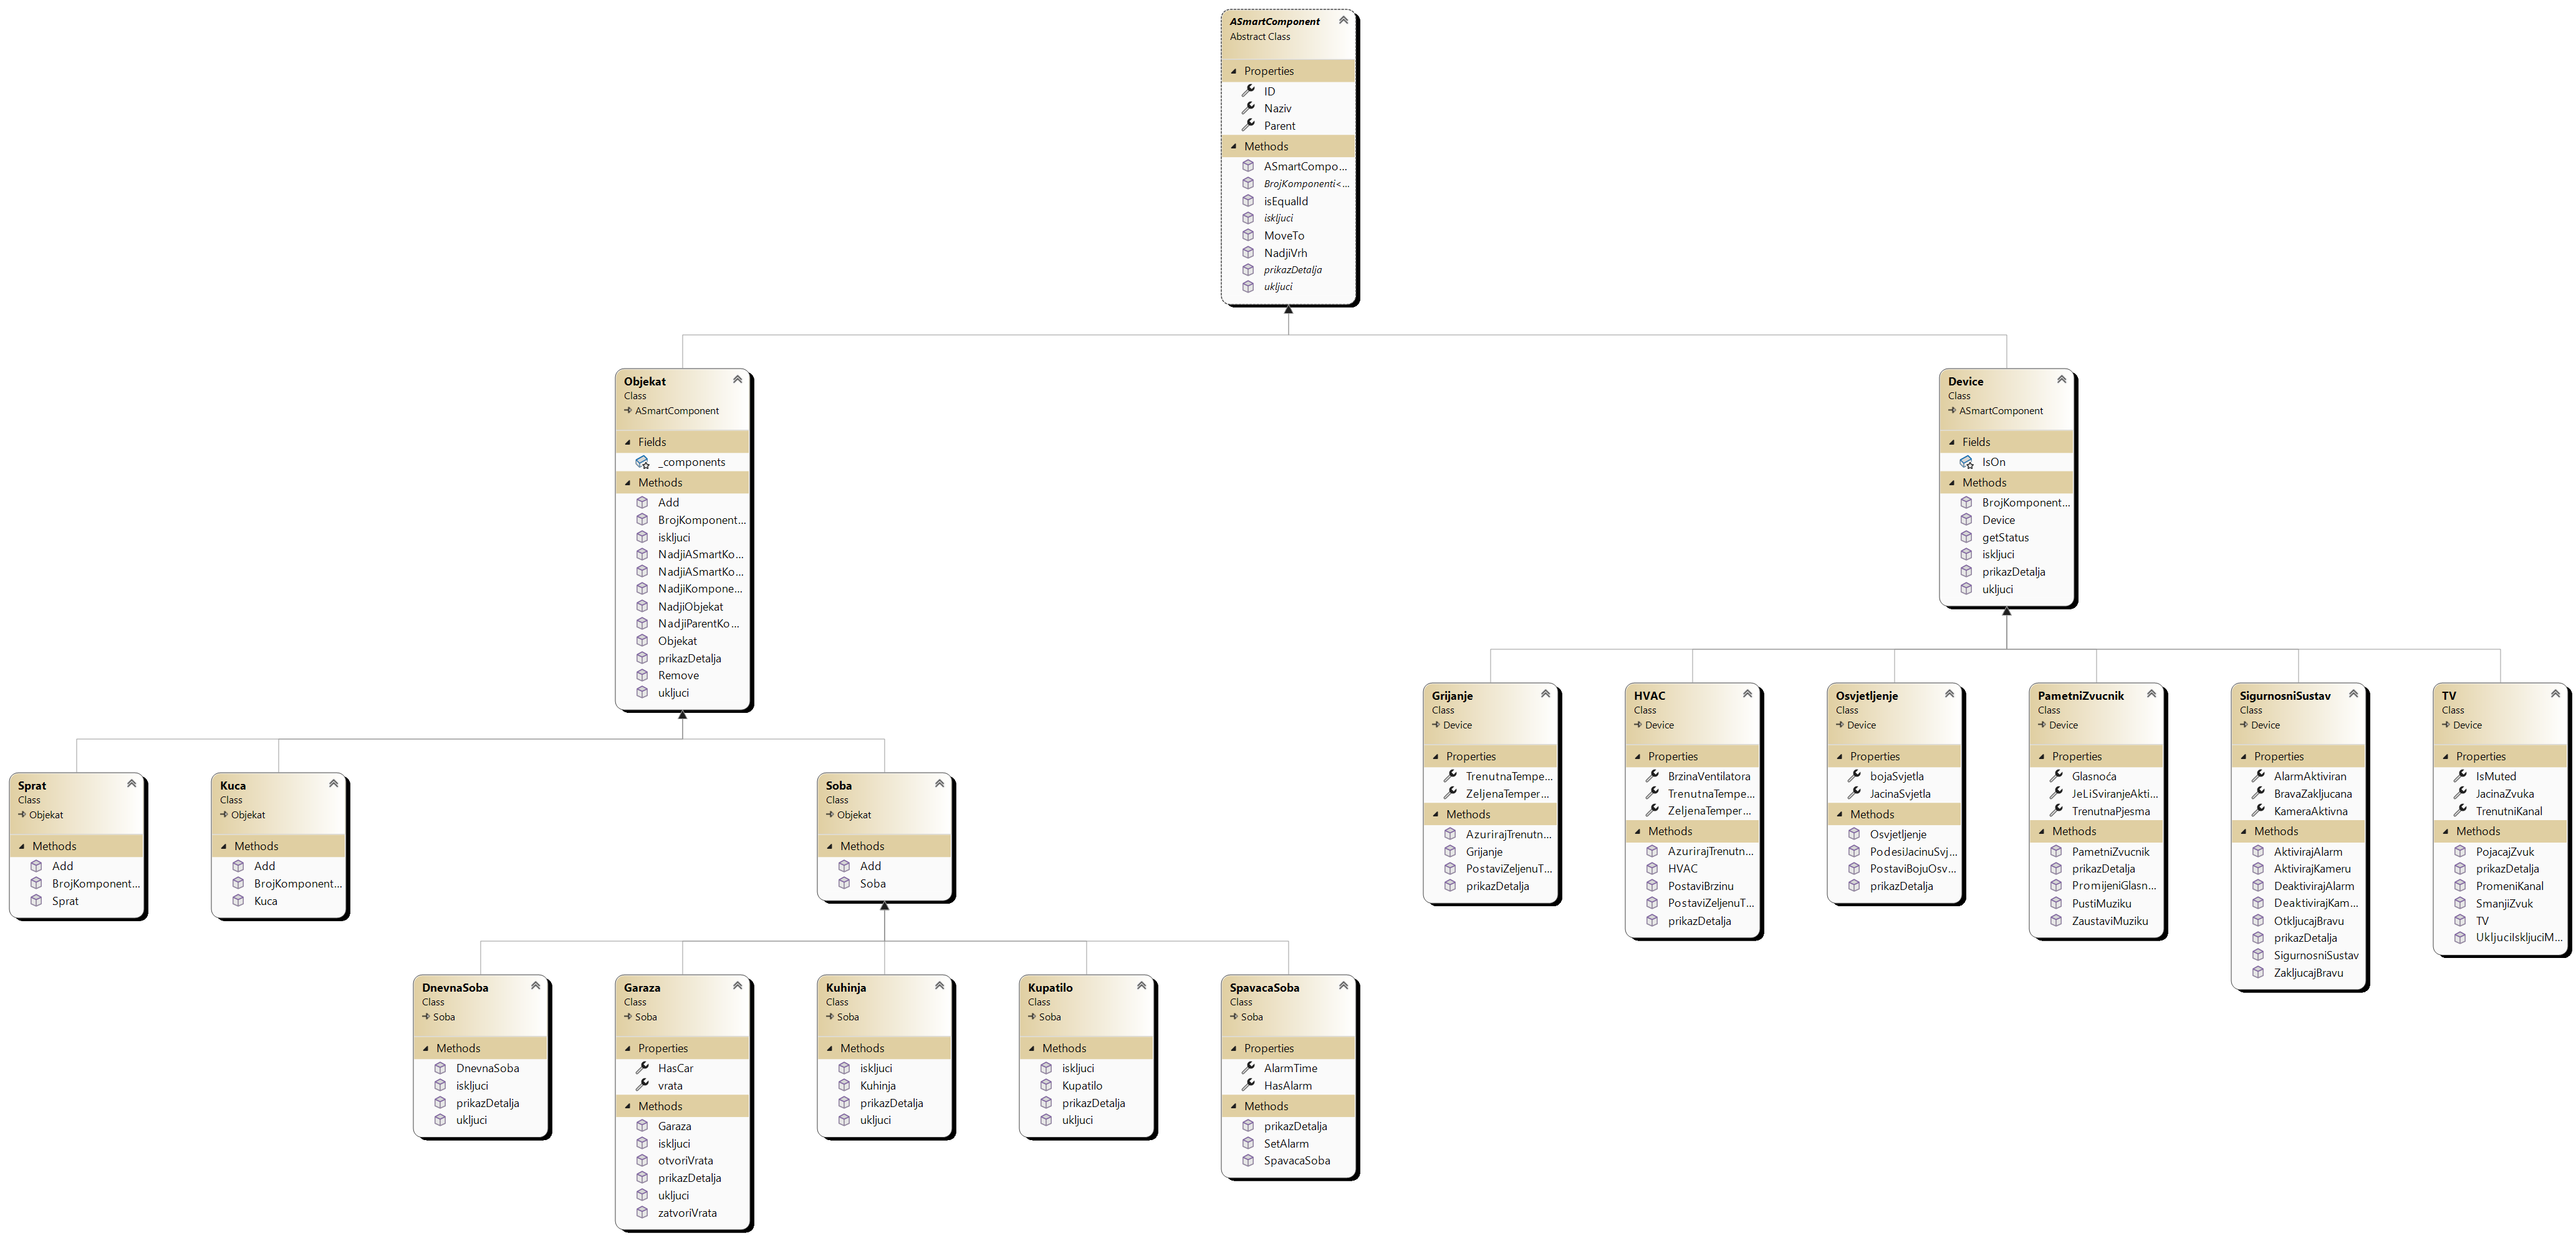 ASmartComponent
Abstract Class
Properties
ID
Naziv
Parent
Methods
ASmartCompo...
BrojKomponenti<...
isEqualId
iskljuci
MoveTo
NadjiVrh
prikazDetalja
ukljuci
Objekat
Class
ASmartComponent
Fields
_components
Methods
Add
BrojKomponent...
iskljuci
NadjiASmartKo...
NadjiASmartKo...
NadjiKompone...
NadjiObjekat
NadjiParentKo...
Objekat
prikazDetalja
Remove
ukljuci
Device
Class
ASmartComponent
Fields
IsOn
Methods
BrojKomponent...
Device
getStatus
iskljuci
prikazDetalja
ukljuci
Grijanje
Class
Device
Properties
TrenutnaTempe...
ZeljenaTemper...
Methods
AzurirajTrenutn...
Grijanje
PostaviZeljenuT...
prikazDetalja
HVAC
Class
Device
Properties
BrzinaVentilatora
TrenutnaTempe...
ZeljenaTemper...
Methods
AzurirajTrenutn...
HVAC
PostaviBrzinu
PostaviZeljenuT...
prikazDetalja
Osvjetljenje
Class
Device
Properties
bojaSvjetla
JacinaSvjetla
Methods
Osvjetljenje
PodesiJacinuSvj...
PostaviBojuOsv...
prikazDetalja
PametniZvucnik
Class
Device
Properties
Glasnoća
JeLiSviranjeAkti...
TrenutnaPjesma
Methods
PametniZvucnik
prikazDetalja
PromijeniGlasn...
PustiMuziku
ZaustaviMuziku
SigurnosniSustav
Class
Device
Properties
AlarmAktiviran
BravaZakljucana
KameraAktivna
Methods
AktivirajAlarm
AktivirajKameru
DeaktivirajAlarm
DeaktivirajKam...
OtkljucajBravu
prikazDetalja
SigurnosniSustav
ZakljucajBravu
TV
Class
Device
Properties
IsMuted
JacinaZvuka
TrenutniKanal
Methods
PojacajZvuk
prikazDetalja
PromeniKanal
SmanjiZvuk
TV
UkljuciIskljuciM...
Sprat
Class
Objekat
Methods
Add
BrojKomponent...
Sprat
Kuca
Class
Objekat
Methods
Add
BrojKomponent...
Kuca
Soba
Class
Objekat
Methods
Add
Soba
DnevnaSoba
Class
Soba
Methods
DnevnaSoba
iskljuci
prikazDetalja
ukljuci
Garaza
Class
Soba
Properties
HasCar
vrata
Methods
Garaza
iskljuci
otvoriVrata
prikazDetalja
ukljuci
zatvoriVrata
Kuhinja
Class
Soba
Methods
iskljuci
Kuhinja
prikazDetalja
ukljuci
Kupatilo
Class
Soba
Methods
iskljuci
Kupatilo
prikazDetalja
ukljuci
SpavacaSoba
Class
Soba
Properties
AlarmTime
HasAlarm
Methods
prikazDetalja
SetAlarm
SpavacaSoba